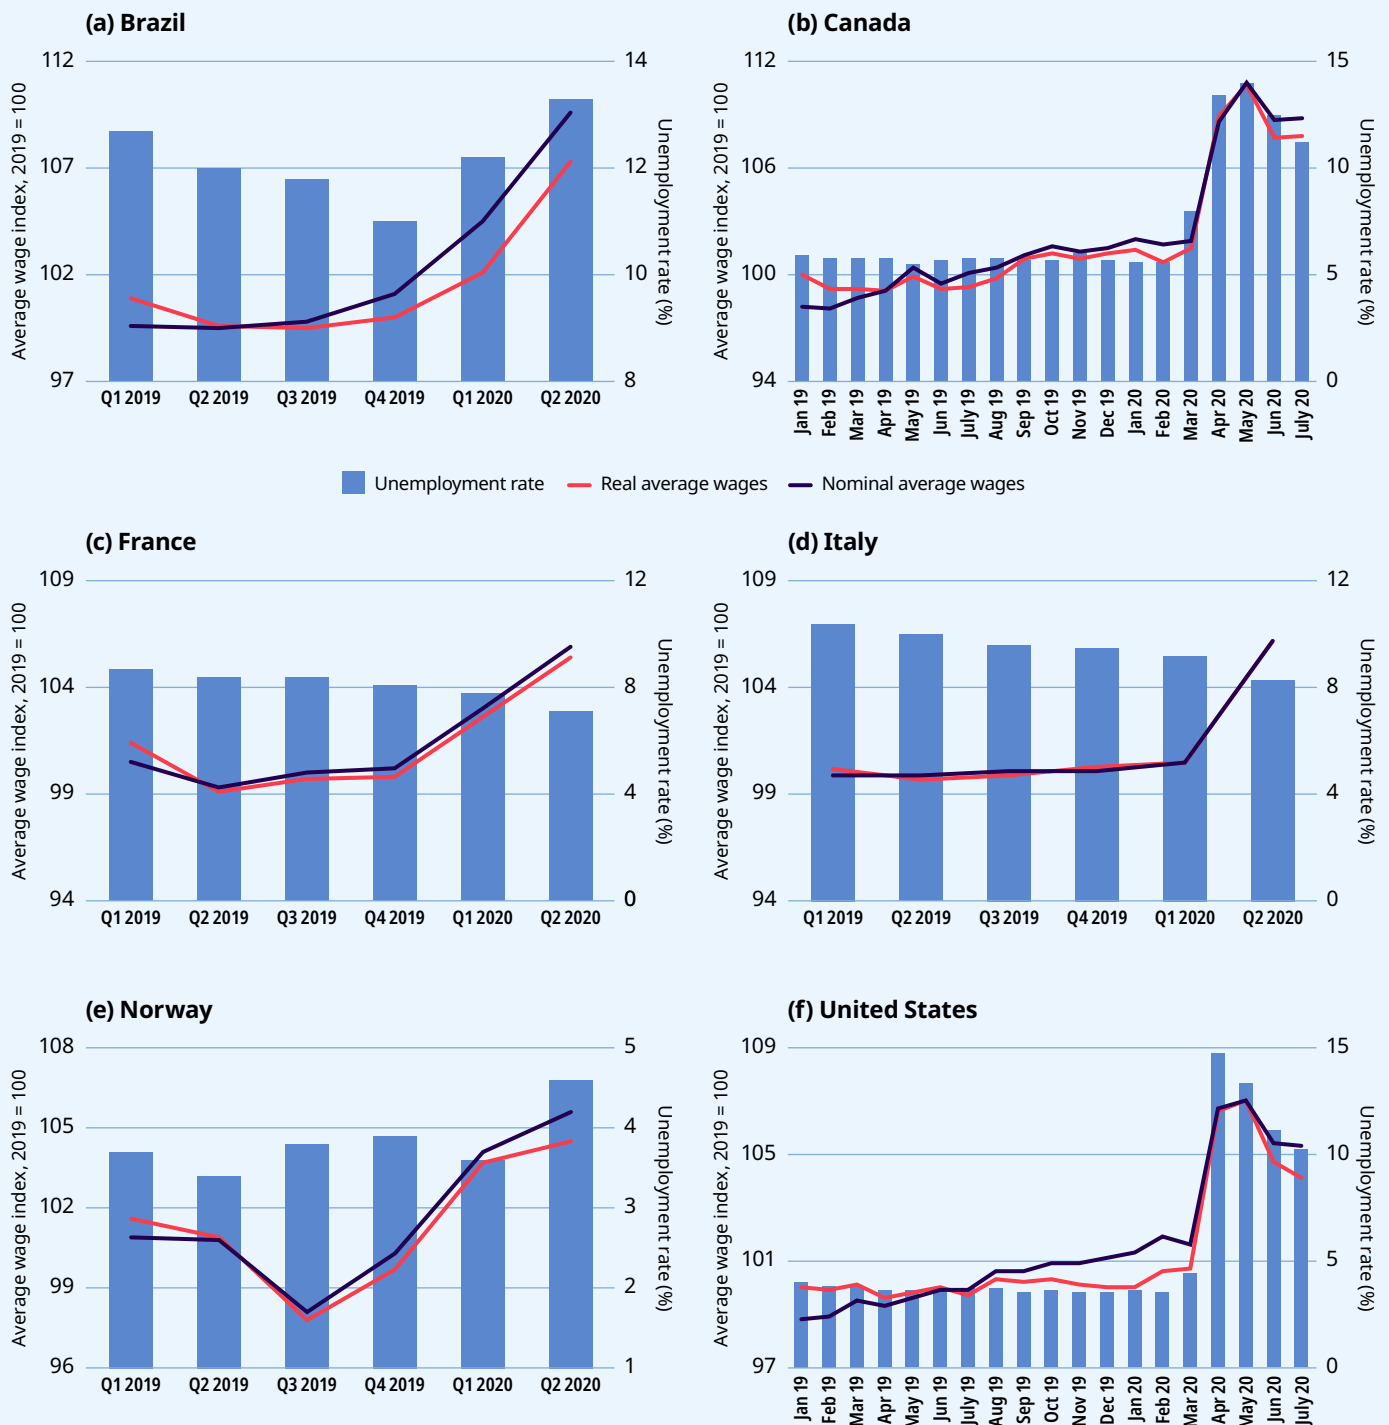 (a) Brazil
Average wage index, 2019 = 100
112
107
102
97
14
12
10
8
Unemployment rate (%)
Q1 2019 Q2 2019 Q3 2019 Q4 2019 Q1 2020 Q2 2020
(b) Canada
Average wage index, 2019 = 100
112
106
100
94
15
10
5
0
Unemployment rate (%)
Jan 19
Feb 19
Mar 19
Apr 19
May 19
Jun 19
July 19
Aug 19
Sep 19
Oct 19
Nov 19
Dec 19
Jan 20
Feb 20
Mar 20
Apr 20
May 20
Jun 20
July 20
Unemployment rate Real average wages Nominal average wages
(c) France
Average wage index, 2019 = 100
109
104
99
94
12
8
4
0
Unemployment rate (%)
Q1 2019 Q2 2019 Q3 2019 Q4 2019 Q1 2020 Q2 2020
(d) Italy
Average wage index, 2019 = 100
109
104
99
94
12
8
4
0
Unemployment rate (%)
Q1 2019 Q2 2019 Q3 2019 Q4 2019 Q1 2020 Q2 2020
(e) Norway
Average wage index, 2019 = 100
108
105
102
99
96
5
4
3
2
1
Unemployment rate (%)
Q1 2019 Q2 2019 Q3 2019 Q4 2019 Q1 2020 Q2 2020
(f) United States
Average wage index, 2019 = 100
109
105
101
97
15
10
5
0
Unemployment rate (%)
Jan 19
Feb 19
Mar 19
Apr 19
May 19
Jun 19
July 19
Aug 19
Sep 19
Oct 19
Nov 19
Dec 19
Jan 20
Feb 20
Mar 20
Apr 20
May 20
Jun 20
July 20